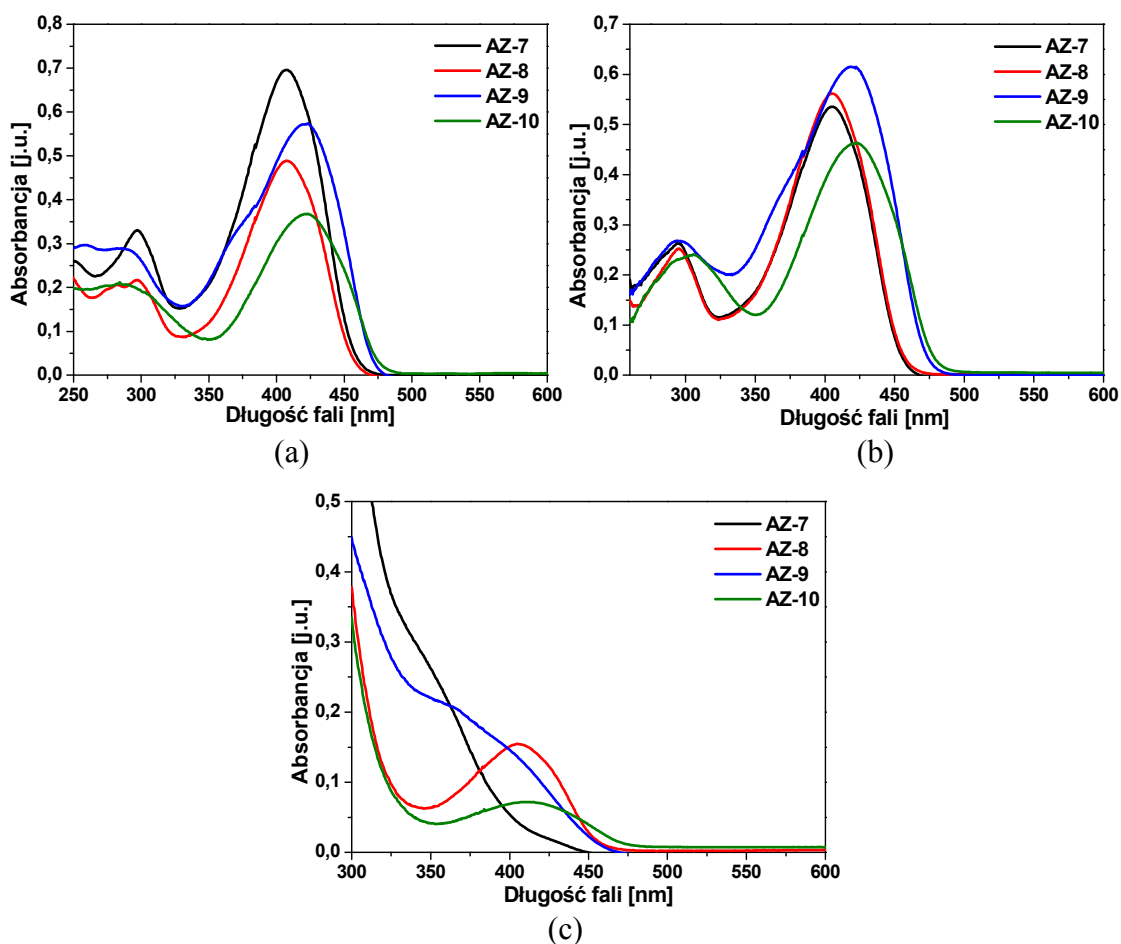 0,8
0,7
0,6
0,5
0,4
0,3
0,2
0,1
0,0
Absorbancja [j.u.]
250 300 350 400 450 500 550 600
Długość fali [nm]
AZ-7
AZ-8
AZ-9
AZ-10
(a)
0,7
0,6
0,5
0,4
0,3
0,2
0,1
0,0
Absorbancja [j.u.]
300 350 400 450 500 550 600
Długość fali [nm]
AZ-7
AZ-8
AZ-9
AZ-10
(b)
0,5
0,4
0,3
0,2
0,1
0,0
Absorbancja [j.u.]
300 350 400 450 500 550 600
Długość fali [nm]
AZ-7
AZ-8
AZ-9
AZ-10
(c)